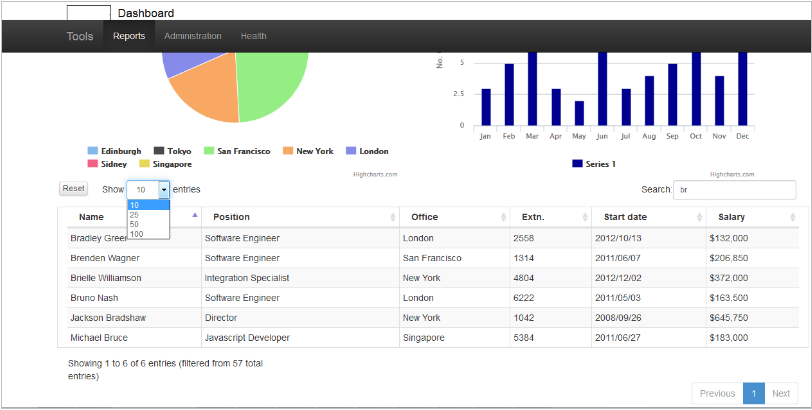 Dashboard
Tools Reports Administration Health
No. 5
2.5
0
Jan Feb Mar Apr May Jun Jul Aug Sep Oct Nov Dec
Edinburgh Tokyo San Francisco New York London
Sidney Singapore
Series 1
Highcharts.com Highcharts.com
Reset Show 10 entries Search: br
10
25
50
100
Name Position Office Extn. Start date Salary
Bradley Greer Software Engineer London 2558 2012/10/13 $132,000
Brenden Wagner Software Engineer San Francisco 1314 2011/06/07 $206,850
Brielle Williamson Integration Specialist New York 4804 2012/12/02 $372,000
Bruno Nash Software Engineer London 6222 2011/05/03 $163,500
Jackson Bradshaw Director New York 1042 2008/09/26 $645,750
Michael Bruce Javascript Developer Singapore 5384 2011/06/27 $183,000
Showing 1 to 6 of 6 entries (filtered from 57 total
entries)
Previous 1 Next